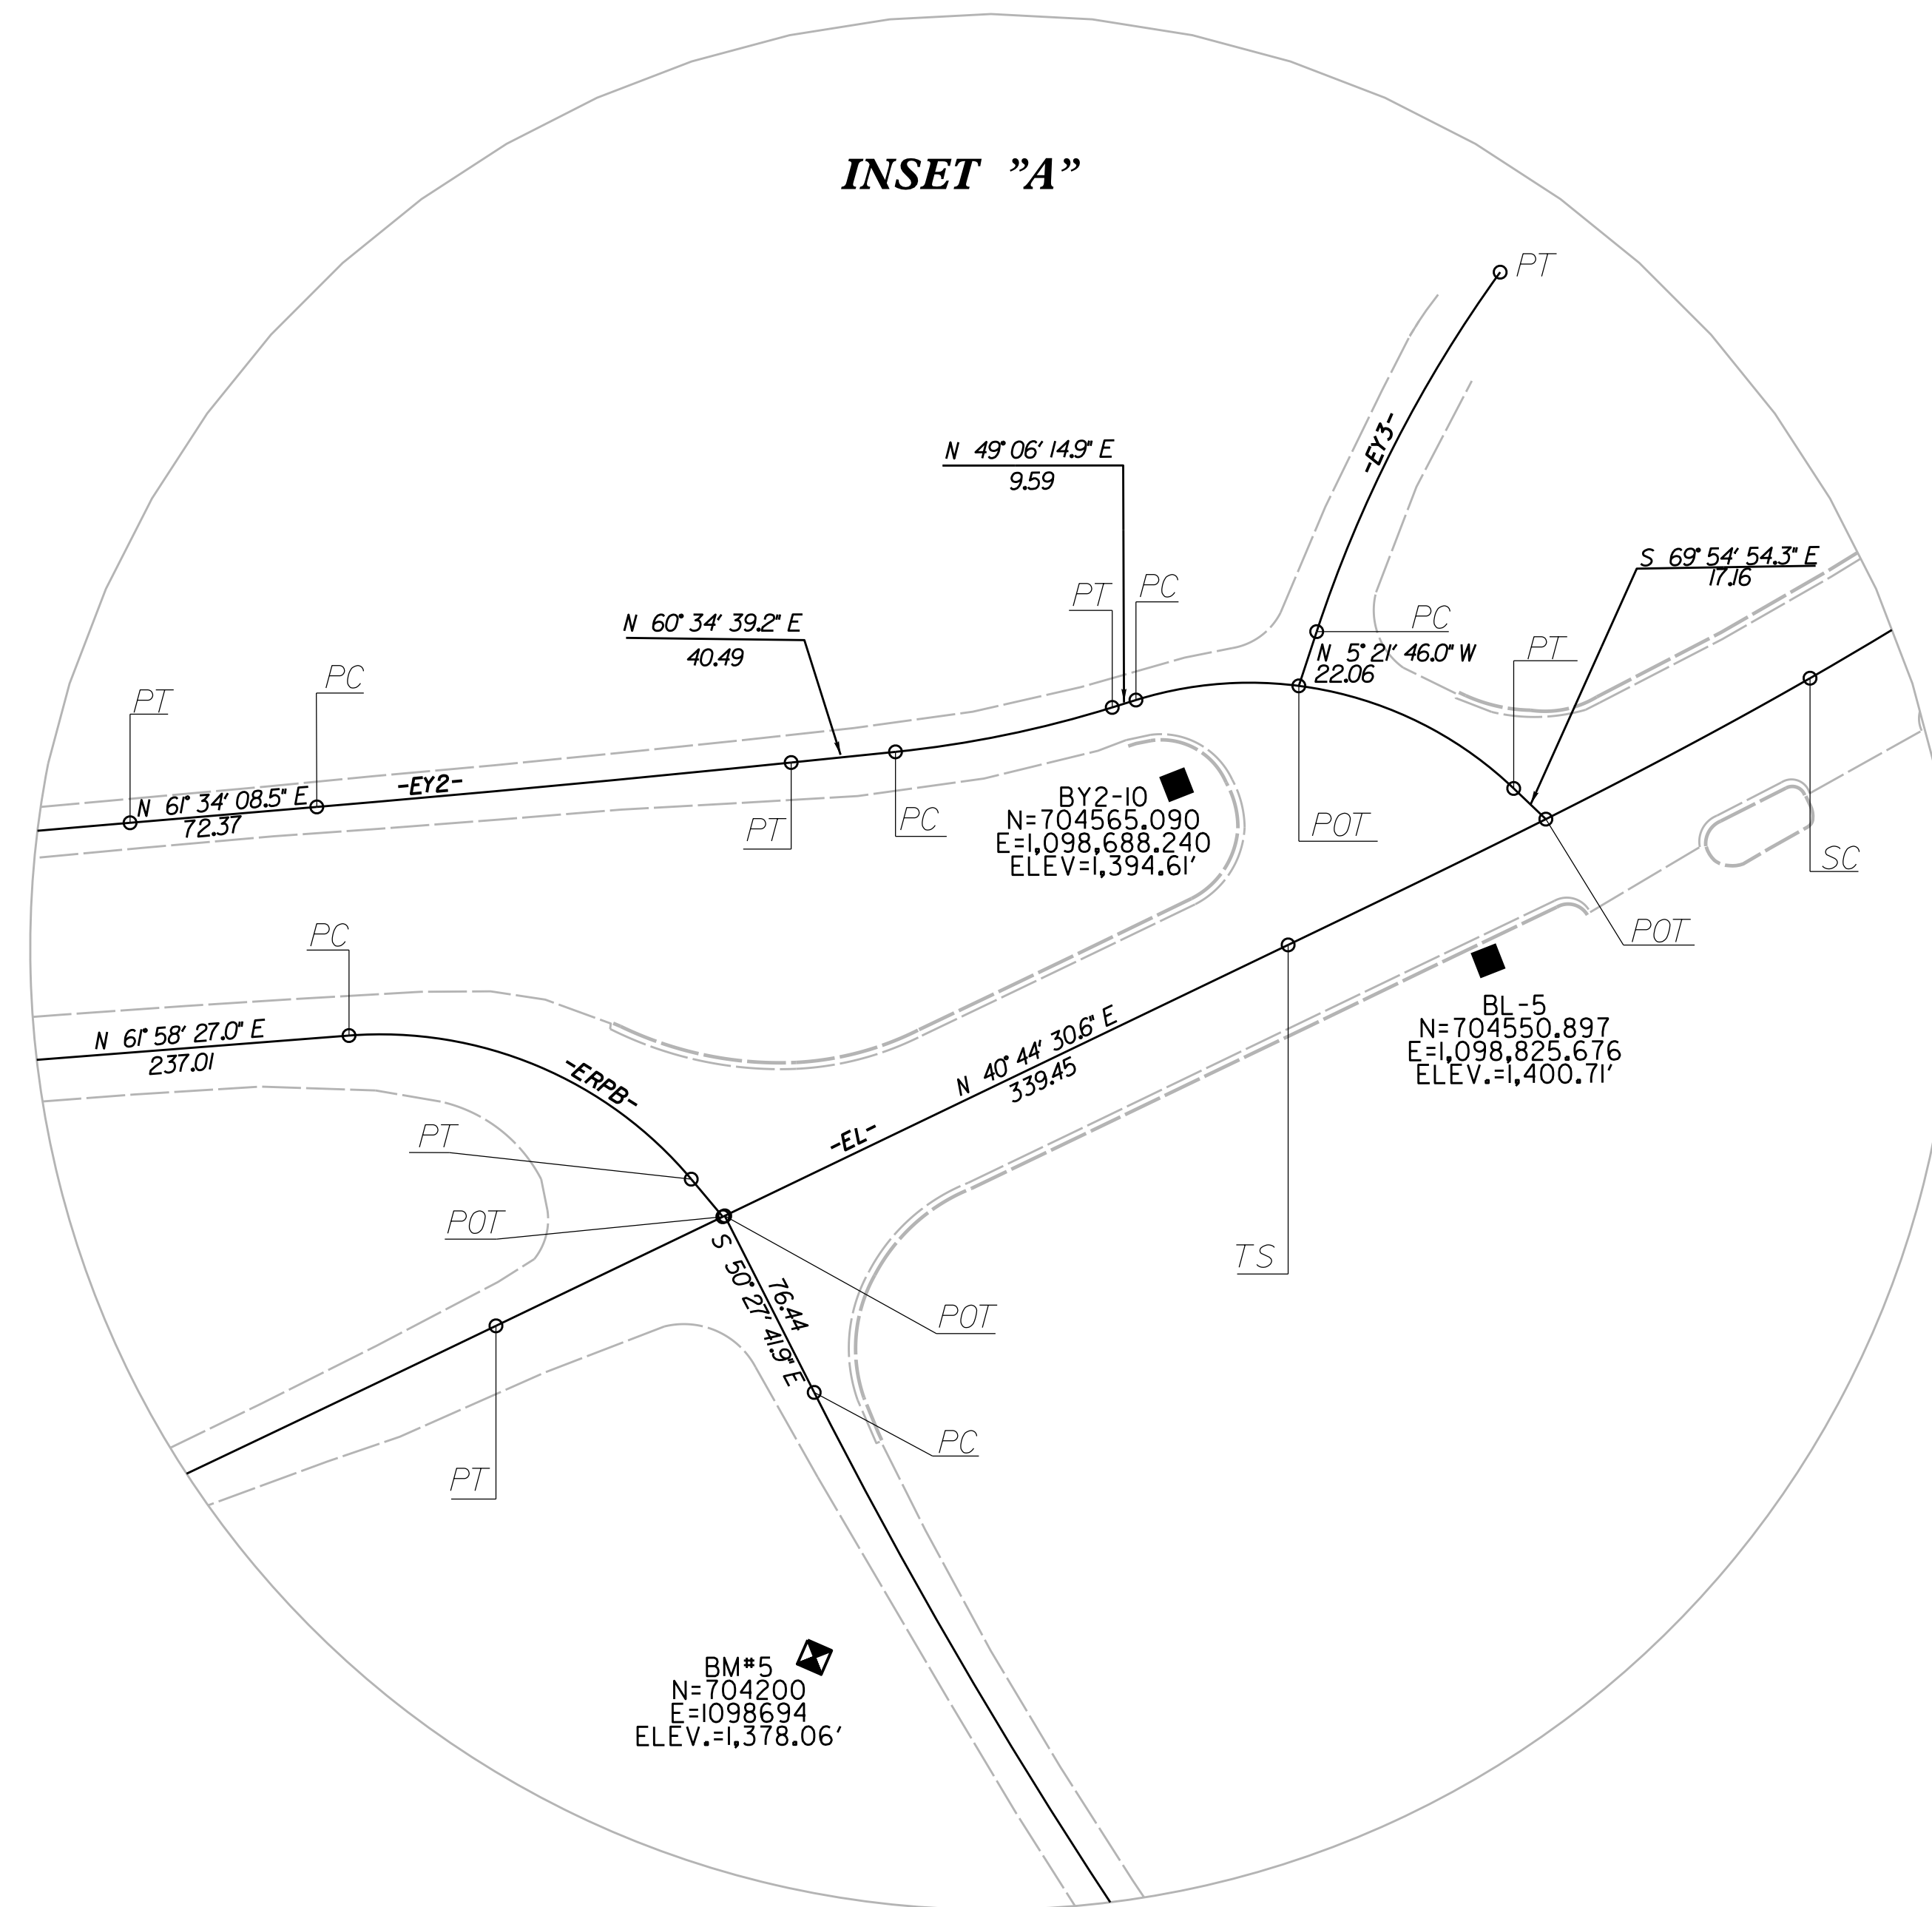 INSET "A"
PT
-EY3-
N 49° 06' 14.9" E
9.59
S 69° 54' 54.3" E
17.16
PT
PC
PC
N 60° 34' 39.2" E
40.49
N 5° 21' 46.0" W
22.06
PT
PC
PT
-EY2-
N 61° 34' 08.5" E
72.37
PT
PC
BY2-10
N=704565.090
E=1,098,688.240
ELEV=1,394.61'
POT
SC
PC
POT
N 61° 58' 27.0" E
237.01
-ERPB-
N 40° 44' 30.6" E
339.45
BL-5
N=704550.897
E=1,098,825.676
ELEV.=1,400.71'
PT
-EL-
POT
TS
S 50° 27' 41.9" E
76.44
POT
PC
PT
BM#5
N=704200
E=1098694
ELEV.=1,378.06'